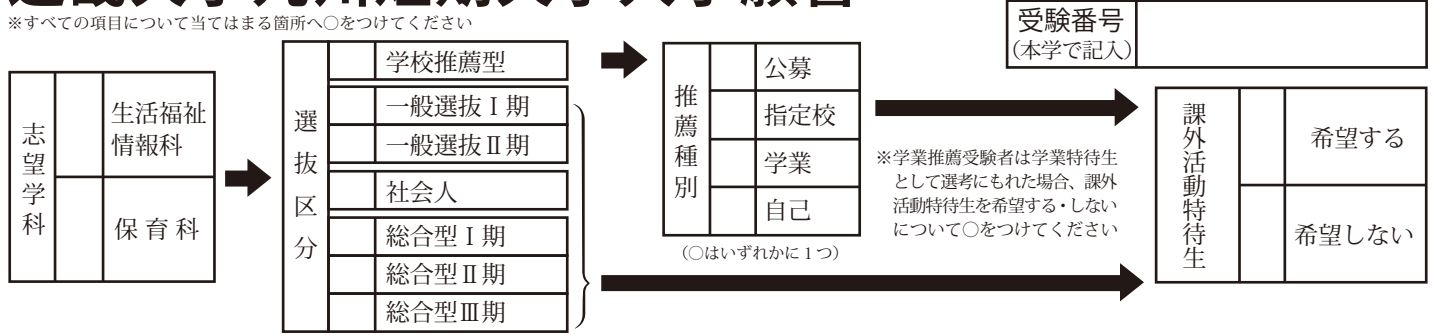 ※すべての項目について当てはまる箇所へ○をつけてください
受験番号
(本学で記入)
志望学科
生活福祉
情報科
保育科
選抜区分
学校推薦型
一般選抜Ⅰ期
一般選抜Ⅱ期
社会人
総合型Ⅰ期
総合型Ⅱ期
総合型Ⅲ期
推薦種別
公募
指定校
学業
自己
(○はいずれかに1つ)
※学業推薦受験者は学業特待生
として選考にもれた場合、課外
活動特待生を希望する・しない
について○をつけてください
課外活動特待生
希望する
希望しない